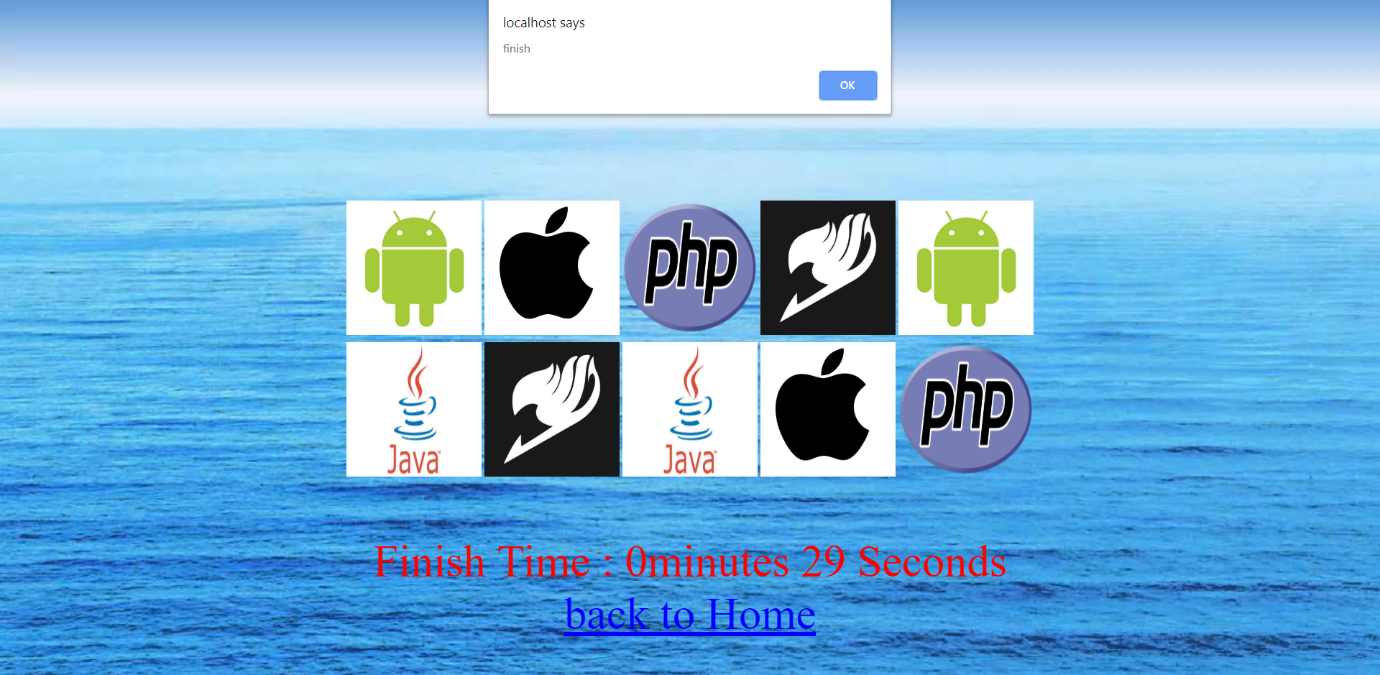 localhost says
finish
OK
php
Java
Java
php
Finish Time : 0minutes 29 Seconds
back to Home